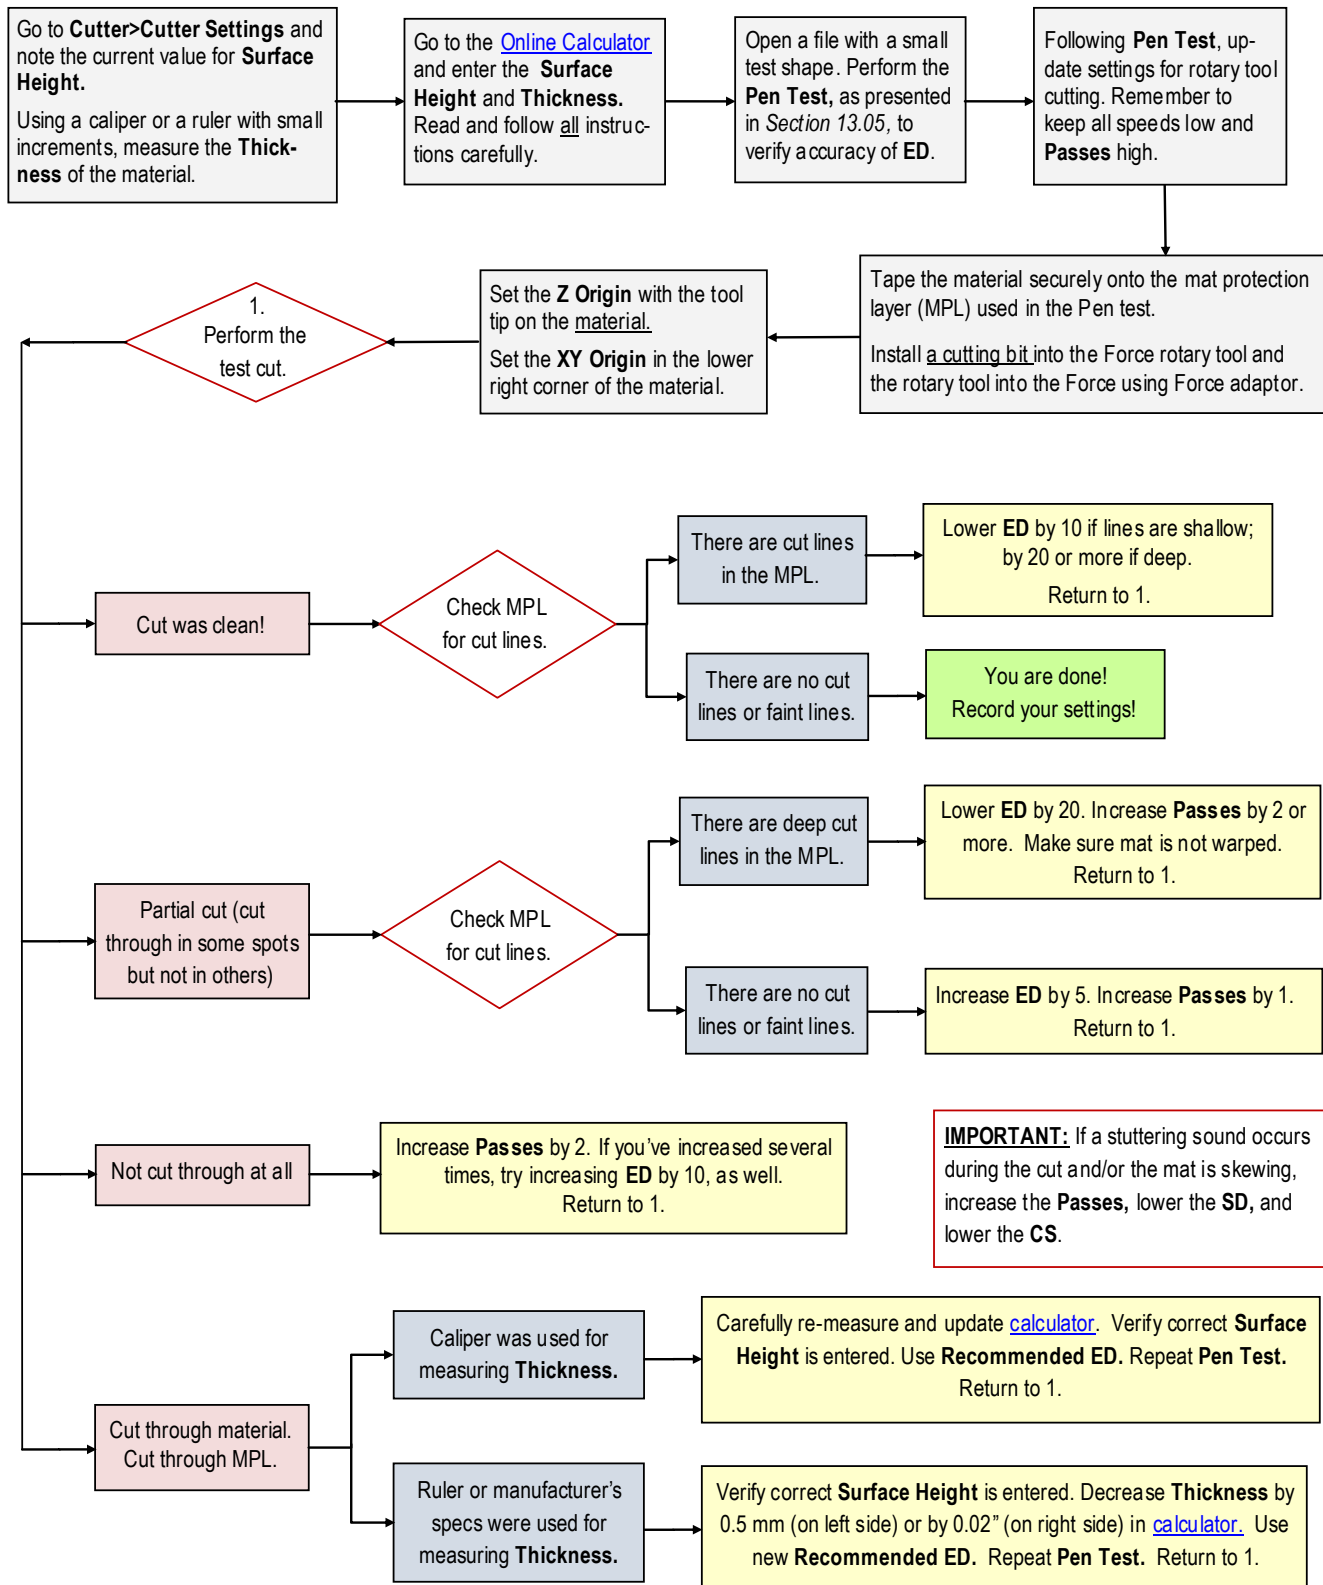 Go to Cutter>Cutter Settings and
note the current value for Surface
Height.
Using a caliper or a ruler with small
increments, measure the Thick-
ness of the material.
Go to the Online Calculator
and enter the Surface
Height and Thickness.
Read and follow all instruc-
tions carefully.
Open a file with a small
test shape. Perform the
Pen Test, as presented
in Section 13.05, to
verify accuracy of ED.
Following Pen Test, up-
date settings for rotary tool
cutting. Remember to
keep all speeds low and
Passes high.
Tape the material securely onto the mat protection
layer (MPL) used in the Pen test.
Install a cutting bit into the Force rotary tool and
the rotary tool into the Force using Force adaptor.
Set the Z Origin with the tool
tip on the material.
Set the XY Origin in the lower
right corner of the material.
1.
Perform the
test cut.
Cut was clean!
Check MPL
for cut lines.
There are cut lines
in the MPL.
Lower ED by 10 if lines are shallow;
by 20 or more if deep.
Return to 1.
There are no cut
lines or faint lines.
You are done!
Record your settings!
Partial cut (cut
through in some spots
but not in others)
Check MPL
for cut lines.
There are deep cut
lines in the MPL.
Lower ED by 20. Increase Passes by 2 or
more. Make sure mat is not warped.
Return to 1.
There are no cut
lines or faint lines.
Increase ED by 5. Increase Passes by 1.
Return to 1.
Not cut through at all
Increase Passes by 2. If you’ve increased several
times, try increasing ED by 10, as well.
Return to 1.
IMPORTANT: If a stuttering sound occurs
during the cut and/or the mat is skewing,
increase the Passes, lower the SD, and
lower the CS.
Cut through material.
Cut through MPL.
Caliper was used for
measuring Thickness.
Carefully re-measure and update calculator. Verify correct Surface
Height is entered. Use Recommended ED. Repeat Pen Test.
Return to 1.
Ruler or manufacturer’s
specs were used for
measuring Thickness.
Verify correct Surface Height is entered. Decrease Thickness by
0.5 mm (on left side) or by 0.02” (on right side) in calculator. Use
new Recommended ED. Repeat Pen Test. Return to 1.